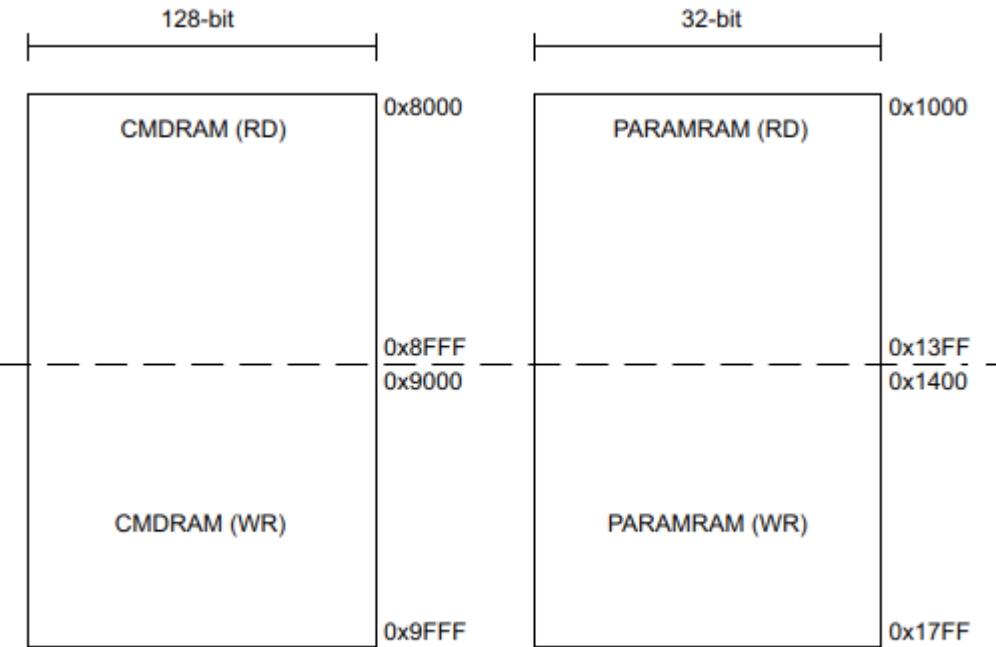 128-bit
32-bit
0x8000
0x1000
CMDRAM (RD)
PARAMRAM (RD)
0x8FFF
0x13FF
0x9000
0x1400
CMDRAM (WR)
PARAMRAM (WR)
0x9FFF
0x17FF